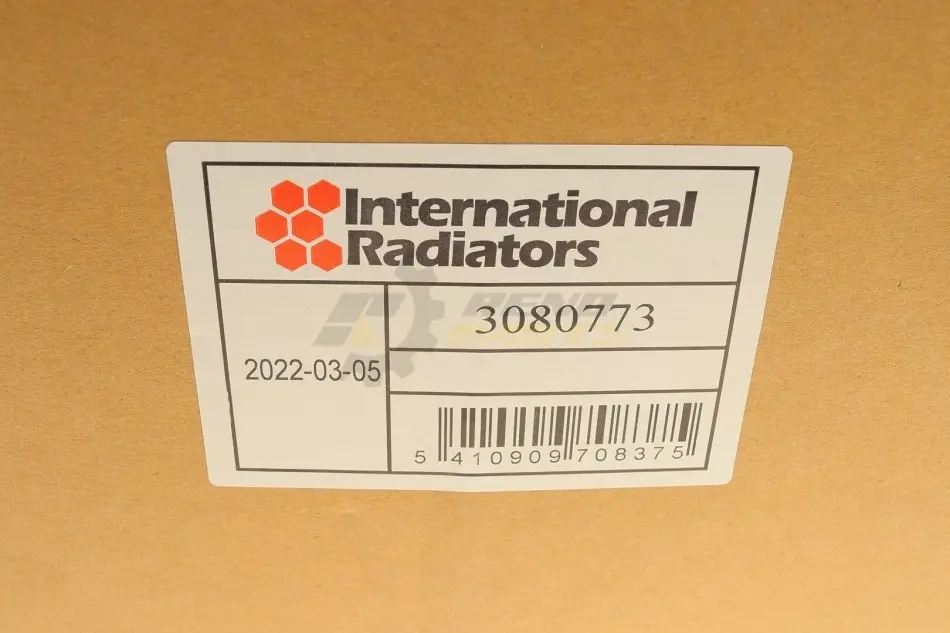 International
Radiators
3080773
2022-03-05
5 410909 708375